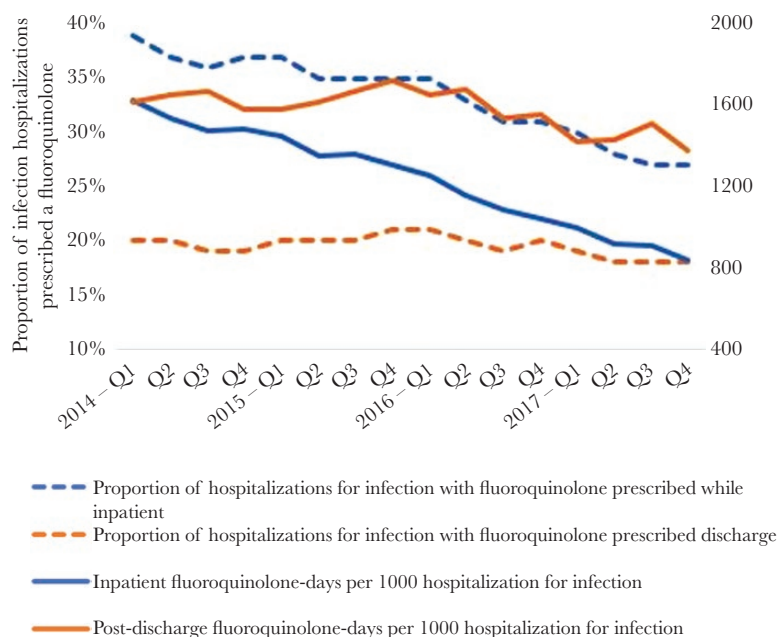 Proportion of infection hospitalizations
prescribed a fluoroquinolone
40%
35%
30%
25%
20%
15%
10%
2000
1600
1200
800
400
2014 – Q1
Q2
Q3
Q4
2015 – Q1
Q2
Q3
Q4
2016 – Q1
Q2
Q3
Q4
2017 – Q1
Q2
Q3
Q4
Proportion of hospitalizations for infection with fluoroquinolone prescribed while
inpatient
Proportion of hospitalizations for infection with fluoroquinolone prescribed discharge
Inpatient fluoroquinolone-days per 1000 hospitalization for infection
Post-discharge fluoroquinolone-days per 1000 hospitalization for infection